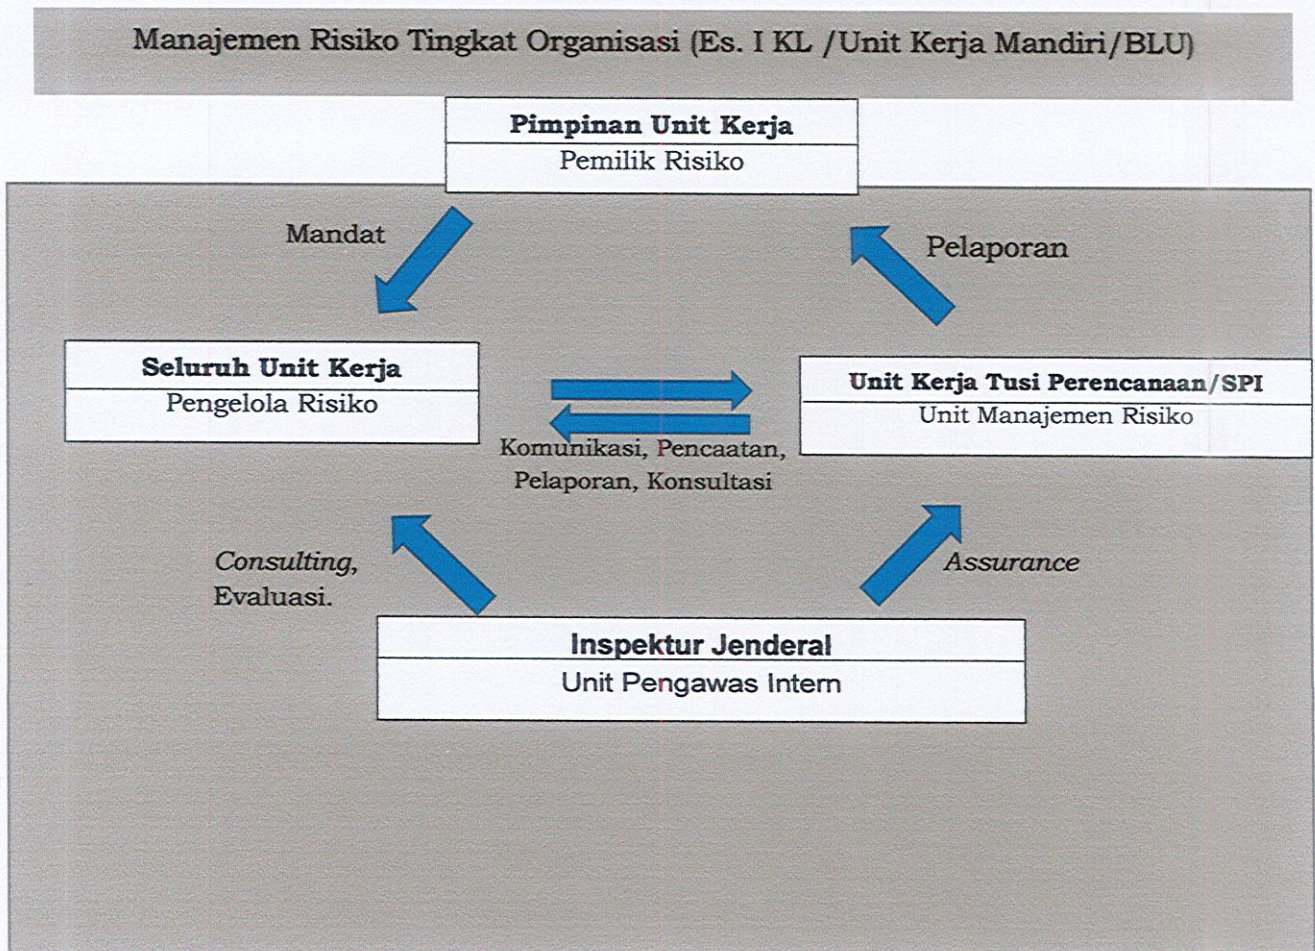 Manajemen Risiko Tingkat Organisasi (Es. I KL /Unit Kerja Mandiri/BLU)
Pimpinan Unit Kerja
Pemilik Risiko
Mandat
Pelaporan
Seluruh Unit Kerja
Pengelola Risiko
Unit Kerja Tusi Perencanaan/SPI
Unit Manajemen Risiko
Komunikasi, Pencaatan,
Pelaporan, Konsultasi
Consulting,
Evaluasi.
Assurance
Inspektur Jenderal
Unit Pengawas Intern